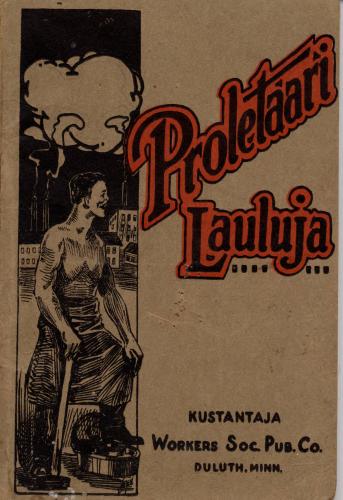 Proletaari
Lauluja
KUSTANTAJA
WORKERS SOC. PUB. CO.
DULUTH, MINN.